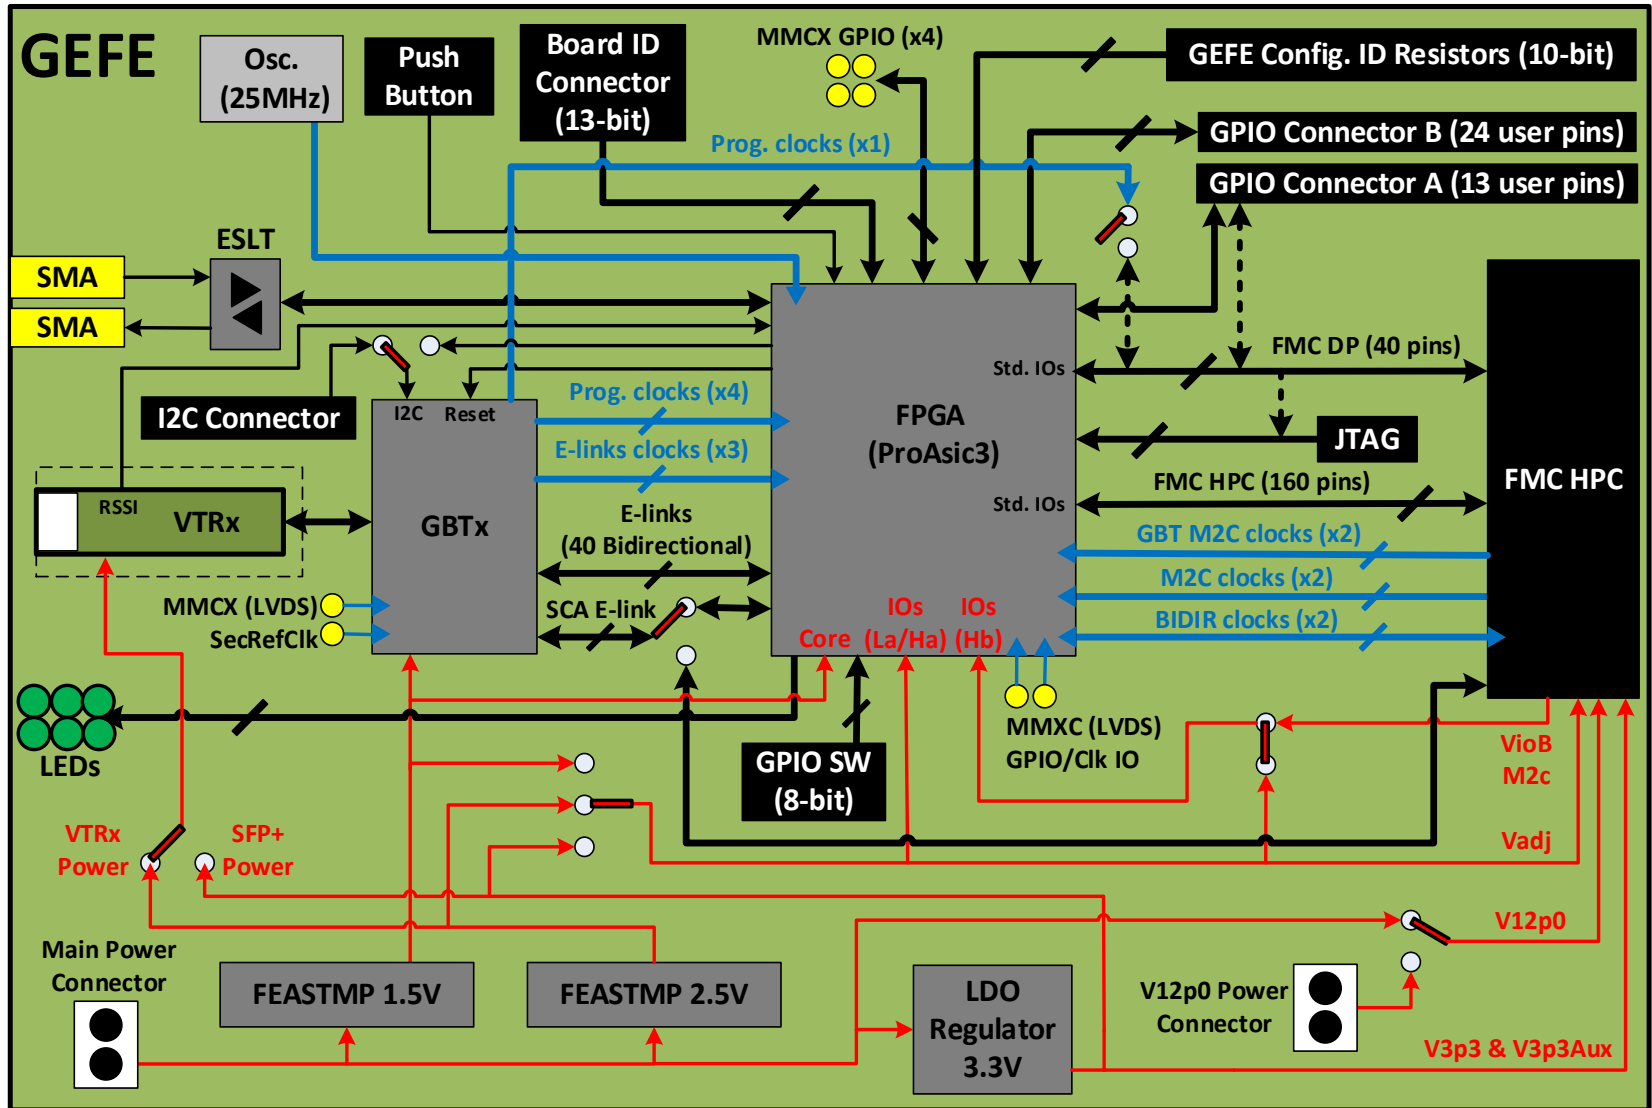 GEFE
Osc.
(25MHz)
Push
Button
Board ID
Connector
(13-bit)
MMCX GPIO (x4)
GEFE Config. ID Resistors (10-bit)
GPIO Connector B (24 user pins)
GPIO Connector A (13 user pins)
Prog. clocks (x1)
ESLT
SMA
SMA
I2C Connector
I2C
Reset
Prog. clocks (x4)
E-links clocks (x3)
FPGA
(ProAsic3)
Std. IOs
FMC DP (40 pins)
JTAG
FMC HPC (160 pins)
Std. IOs
FMC HPC
RSSI
VTRx
GBTx
E-links
(40 Bidirectional)
GBT M2C clocks (x2)
M2C clocks (x2)
BIDIR clocks (x2)
MMCX (LVDS)
SecRefClk
SCA E-link
Core
IOs
(La/Ha)
IOs
(Hb)
LEDs
GPIO SW
(8-bit)
MMXC (LVDS)
GPIO/Clk IO
VioB
M2c
VTRx
Power
SFP+
Power
Vadj
V12p0
Main Power
Connector
FEASTMP 1.5V
FEASTMP 2.5V
LDO
Regulator
3.3V
V12p0 Power
Connector
V3p3 & V3p3Aux